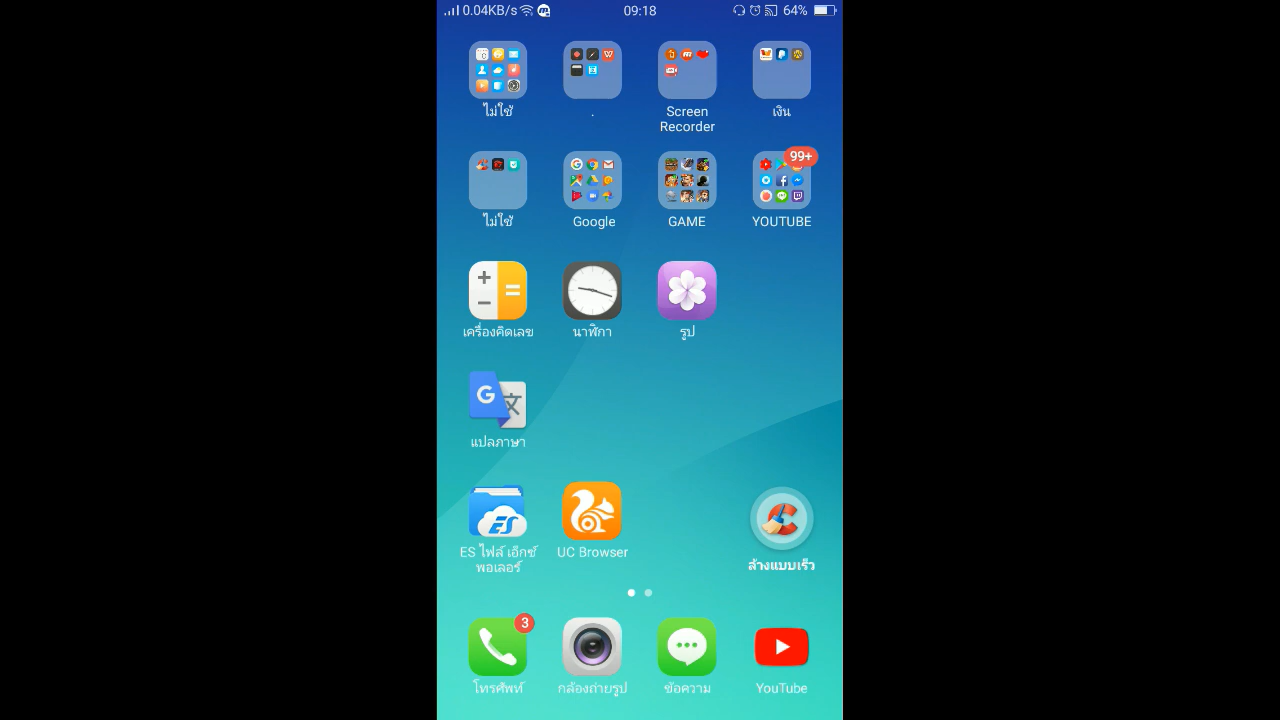 0.04KB/s 09:18 64%
ไม่ใช้ . Screen Recorder เงิน
99+
ไม่ใช้ Google GAME YOUTUBE
เครื่องคิดเลข นาฬิกา รูป
แปลภาษา
ES ไฟล์ เอ็กซ์พอเลอร์ UC Browser ล้างแบบเร็ว
3
โทรศัพท์ กล้องถ่ายรูป ข้อความ YouTube